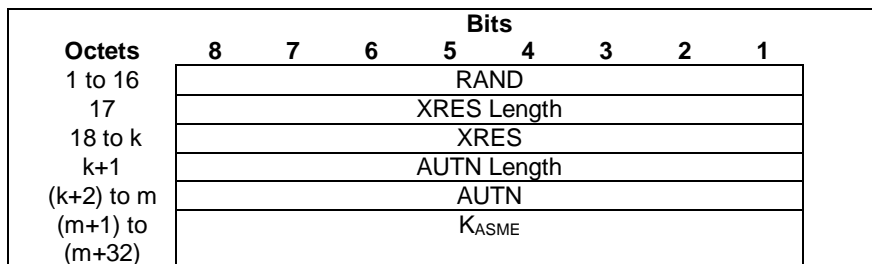 Bits
Octets 8 7 6 5 4 3 2 1
1 to 16 RAND
17 XRES Length
18 to k XRES
k+1 AUTN Length
(k+2) to m AUTN
(m+1) to KASME
(m+32)